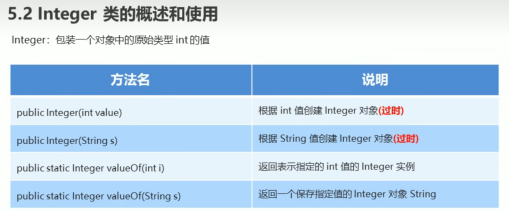 5.2 Integer 类的概述和使用
Integer：包装一个对象中的原始类型 int 的值
方法名 说明
public Integer(int value) 根据 int 值创建 Integer 对象(过时)
public Integer(String s) 根据 String 值创建 Integer 对象(过时)
public static Integer valueOf(int i) 返回表示指定的 int 值的 Integer 实例
public static Integer valueOf(String s) 返回一个保存指定值的 Integer 对象 String